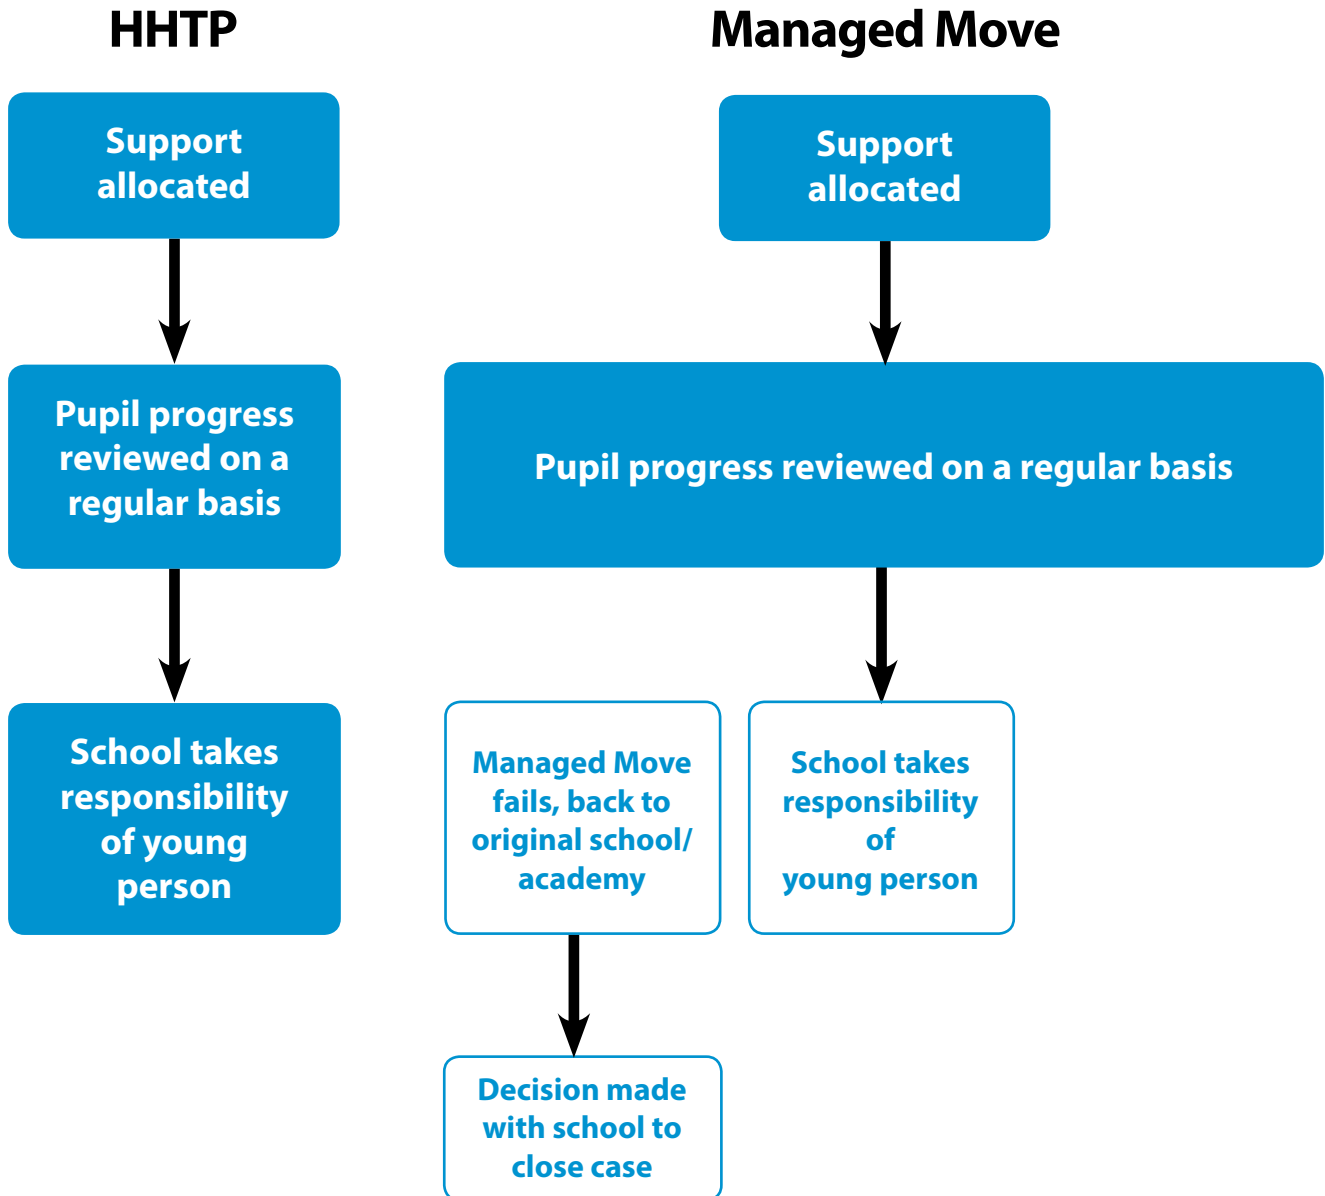 HHTP
Managed Move
Support
allocated
Support
allocated
Pupil progress
reviewed on a
regular basis
Pupil progress reviewed on a regular basis
School takes
responsibility
of young
person
Managed Move
fails, back to
original school/
academy
School takes
responsibility
of
young person
Decision made
with school to
close case